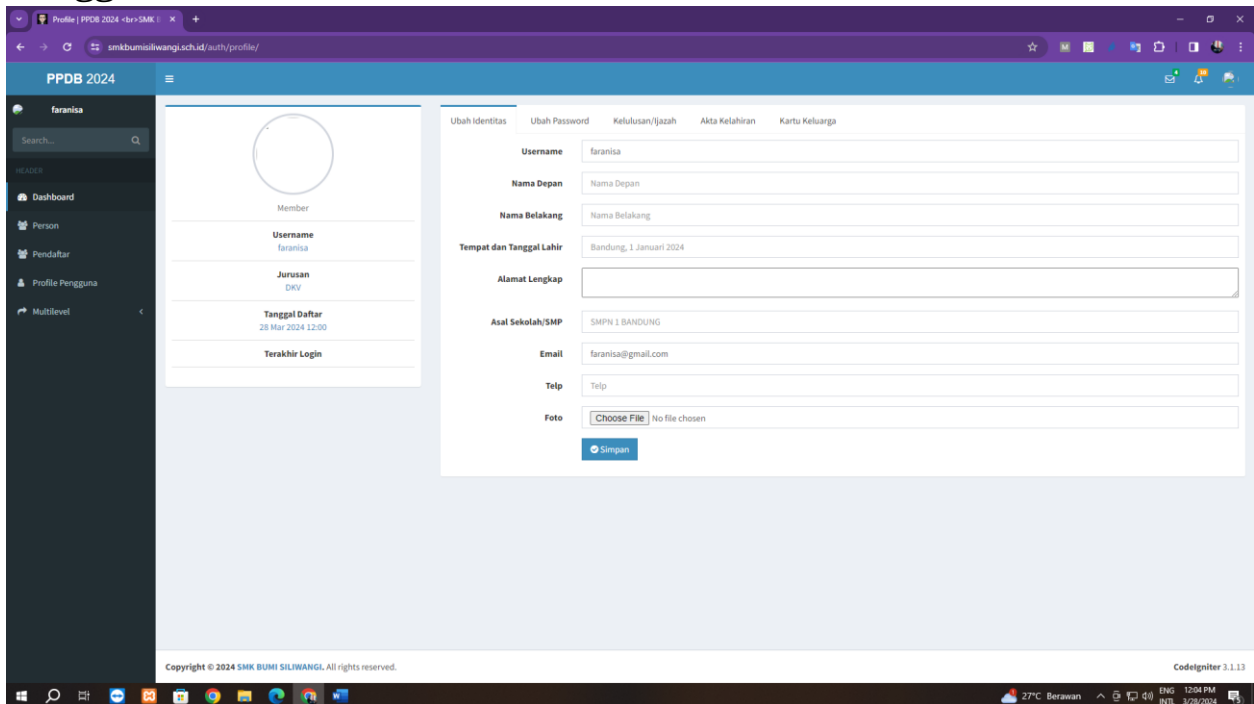 Profile | PPDB 2024 <br>SMK
smkbumisiliwangi.sch.id/auth/profile/
PPDB 2024
faranisa
Search...
HEADER
Dashboard
Person
Pendaftar
Profile Pengguna
Multilevel
Member
Username
faranisa
Jurusan
DKV
Tanggal Daftar
28 Mar 2024 12:00
Terakhir Login
Ubah Identitas Ubah Password Kelulusan/Ijazah Akta Kelahiran Kartu Keluarga
Username faranisa
Nama Depan Nama Depan
Nama Belakang Nama Belakang
Tempat dan Tanggal Lahir Bandung, 1 Januari 2024
Alamat Lengkap
Asal Sekolah/SMP SMPN 1 BANDUNG
Email faranisa@gmail.com
Telp Telp
Foto Choose File No file chosen
Simpan
Copyright © 2024 SMK BUMI SILIWANGI. All rights reserved. CodeIgniter 3.1.13
27°C Berawan ENG 12:04 PM
INTL 3/28/2024